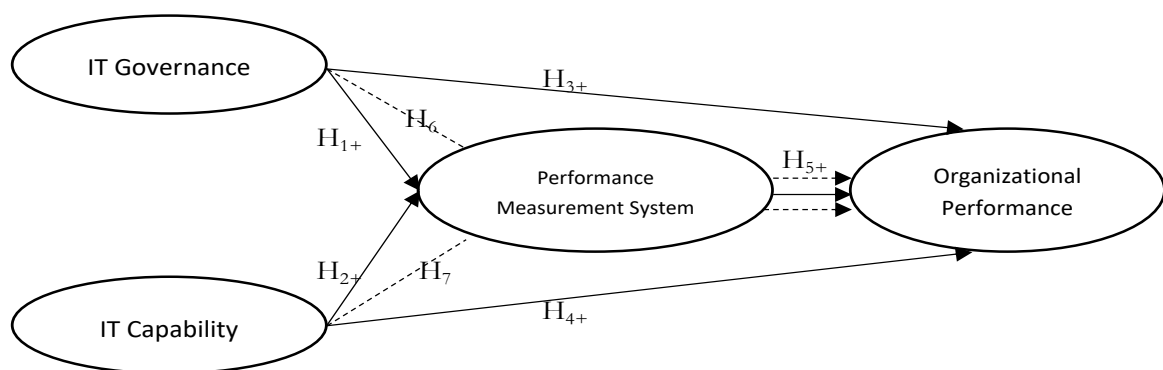 IT Governance
H3+
H6
H1+
Performance
Measurement System
H5+
Organizational
Performance
H2+
H7
IT Capability
H4+